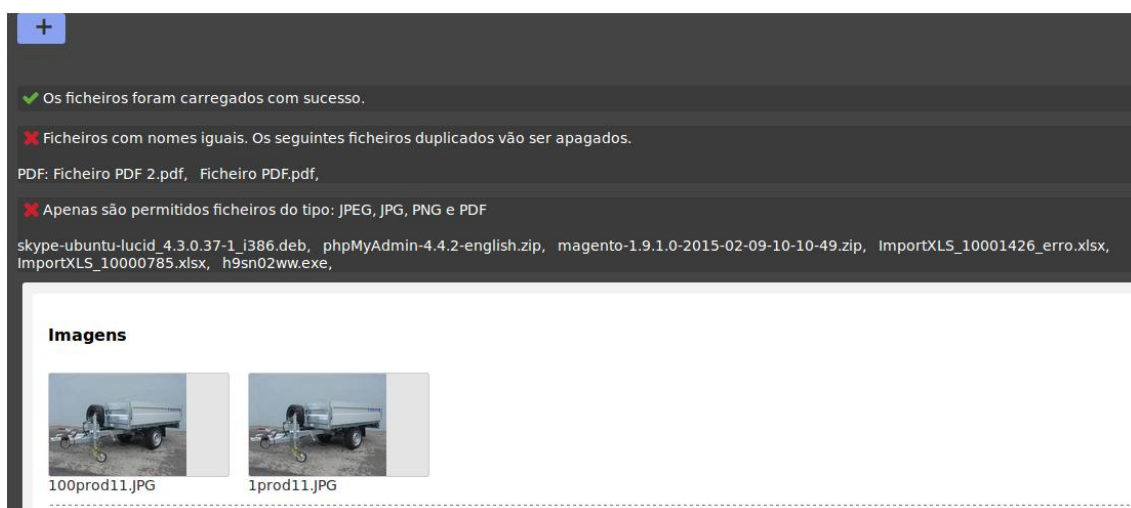 +
Os ficheiros foram carregados com sucesso.
Ficheiros com nomes iguais. Os seguintes ficheiros duplicados vão ser apagados.
PDF: Ficheiro PDF 2.pdf, Ficheiro PDF.pdf,
Apenas são permitidos ficheiros do tipo: JPEG, JPG, PNG e PDF
skype-ubuntu-lucid_4.3.0.37-1_i386.deb, phpMyAdmin-4.4.2-english.zip, magento-1.9.1.0-2015-02-09-10-10-49.zip, ImportXLS_10001426_erro.xlsx,
ImportXLS_10000785.xlsx, h9sn02ww.exe,
Imagens
100prod11.JPG 1prod11.JPG